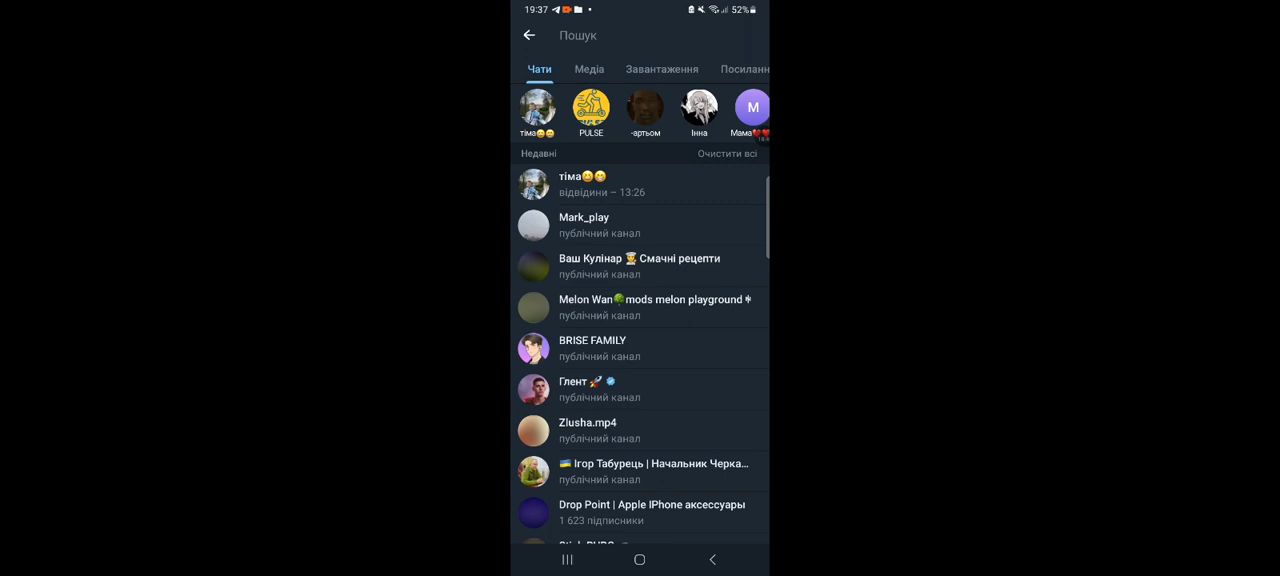 19:37
52%
Пошук
Чати Медіа Завантаження Посиланн
тіма😄😁 PULSE -артьом Інна Мама❤️❤️
M
Недавні Очистити всі
тіма😄😁
відвідини – 13:26
Mark_play
публічний канал
Ваш Кулінар 👨‍🍳Смачні рецепти
публічний канал
Melon Wan🌳mods melon playground
публічний канал
BRISE FAMILY
публічний канал
Глент 🚀
публічний канал
Zlusha.mp4
публічний канал
🇺🇦 Ігор Табурець | Начальник Черка...
публічний канал
Drop Point | Apple IPhone аксессуары
1 623 підписники